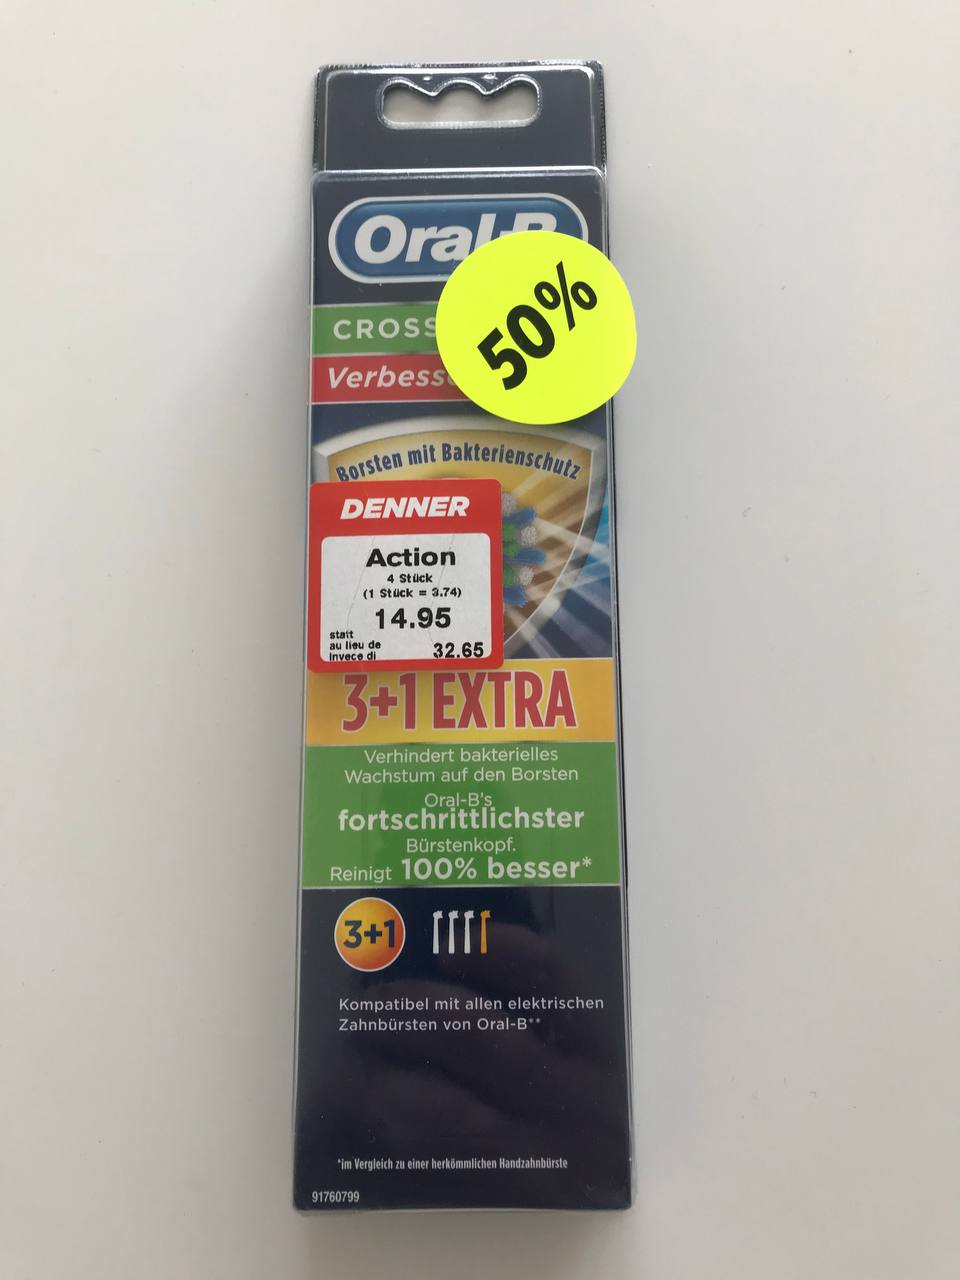 Oral-B
50%
CROSS
Borsten mit Bakterienschutz
DENNER
Action
4 Stück
(1 Stück = 3.74)
14.95
statt
au lieu de
invece di
32.65
3+1 EXTRA
Verhindert bakterielles
Wachstum auf den Borsten
Oral-B's
fortschrittlichster
Bürstenkopf.
Reinigt 100% besser*
3+1
Kompatibel mit allen elektrischen
Zahnbürsten von Oral-B**
*im Vergleich zu einer herkömmlichen Handzahnbürste
91760799